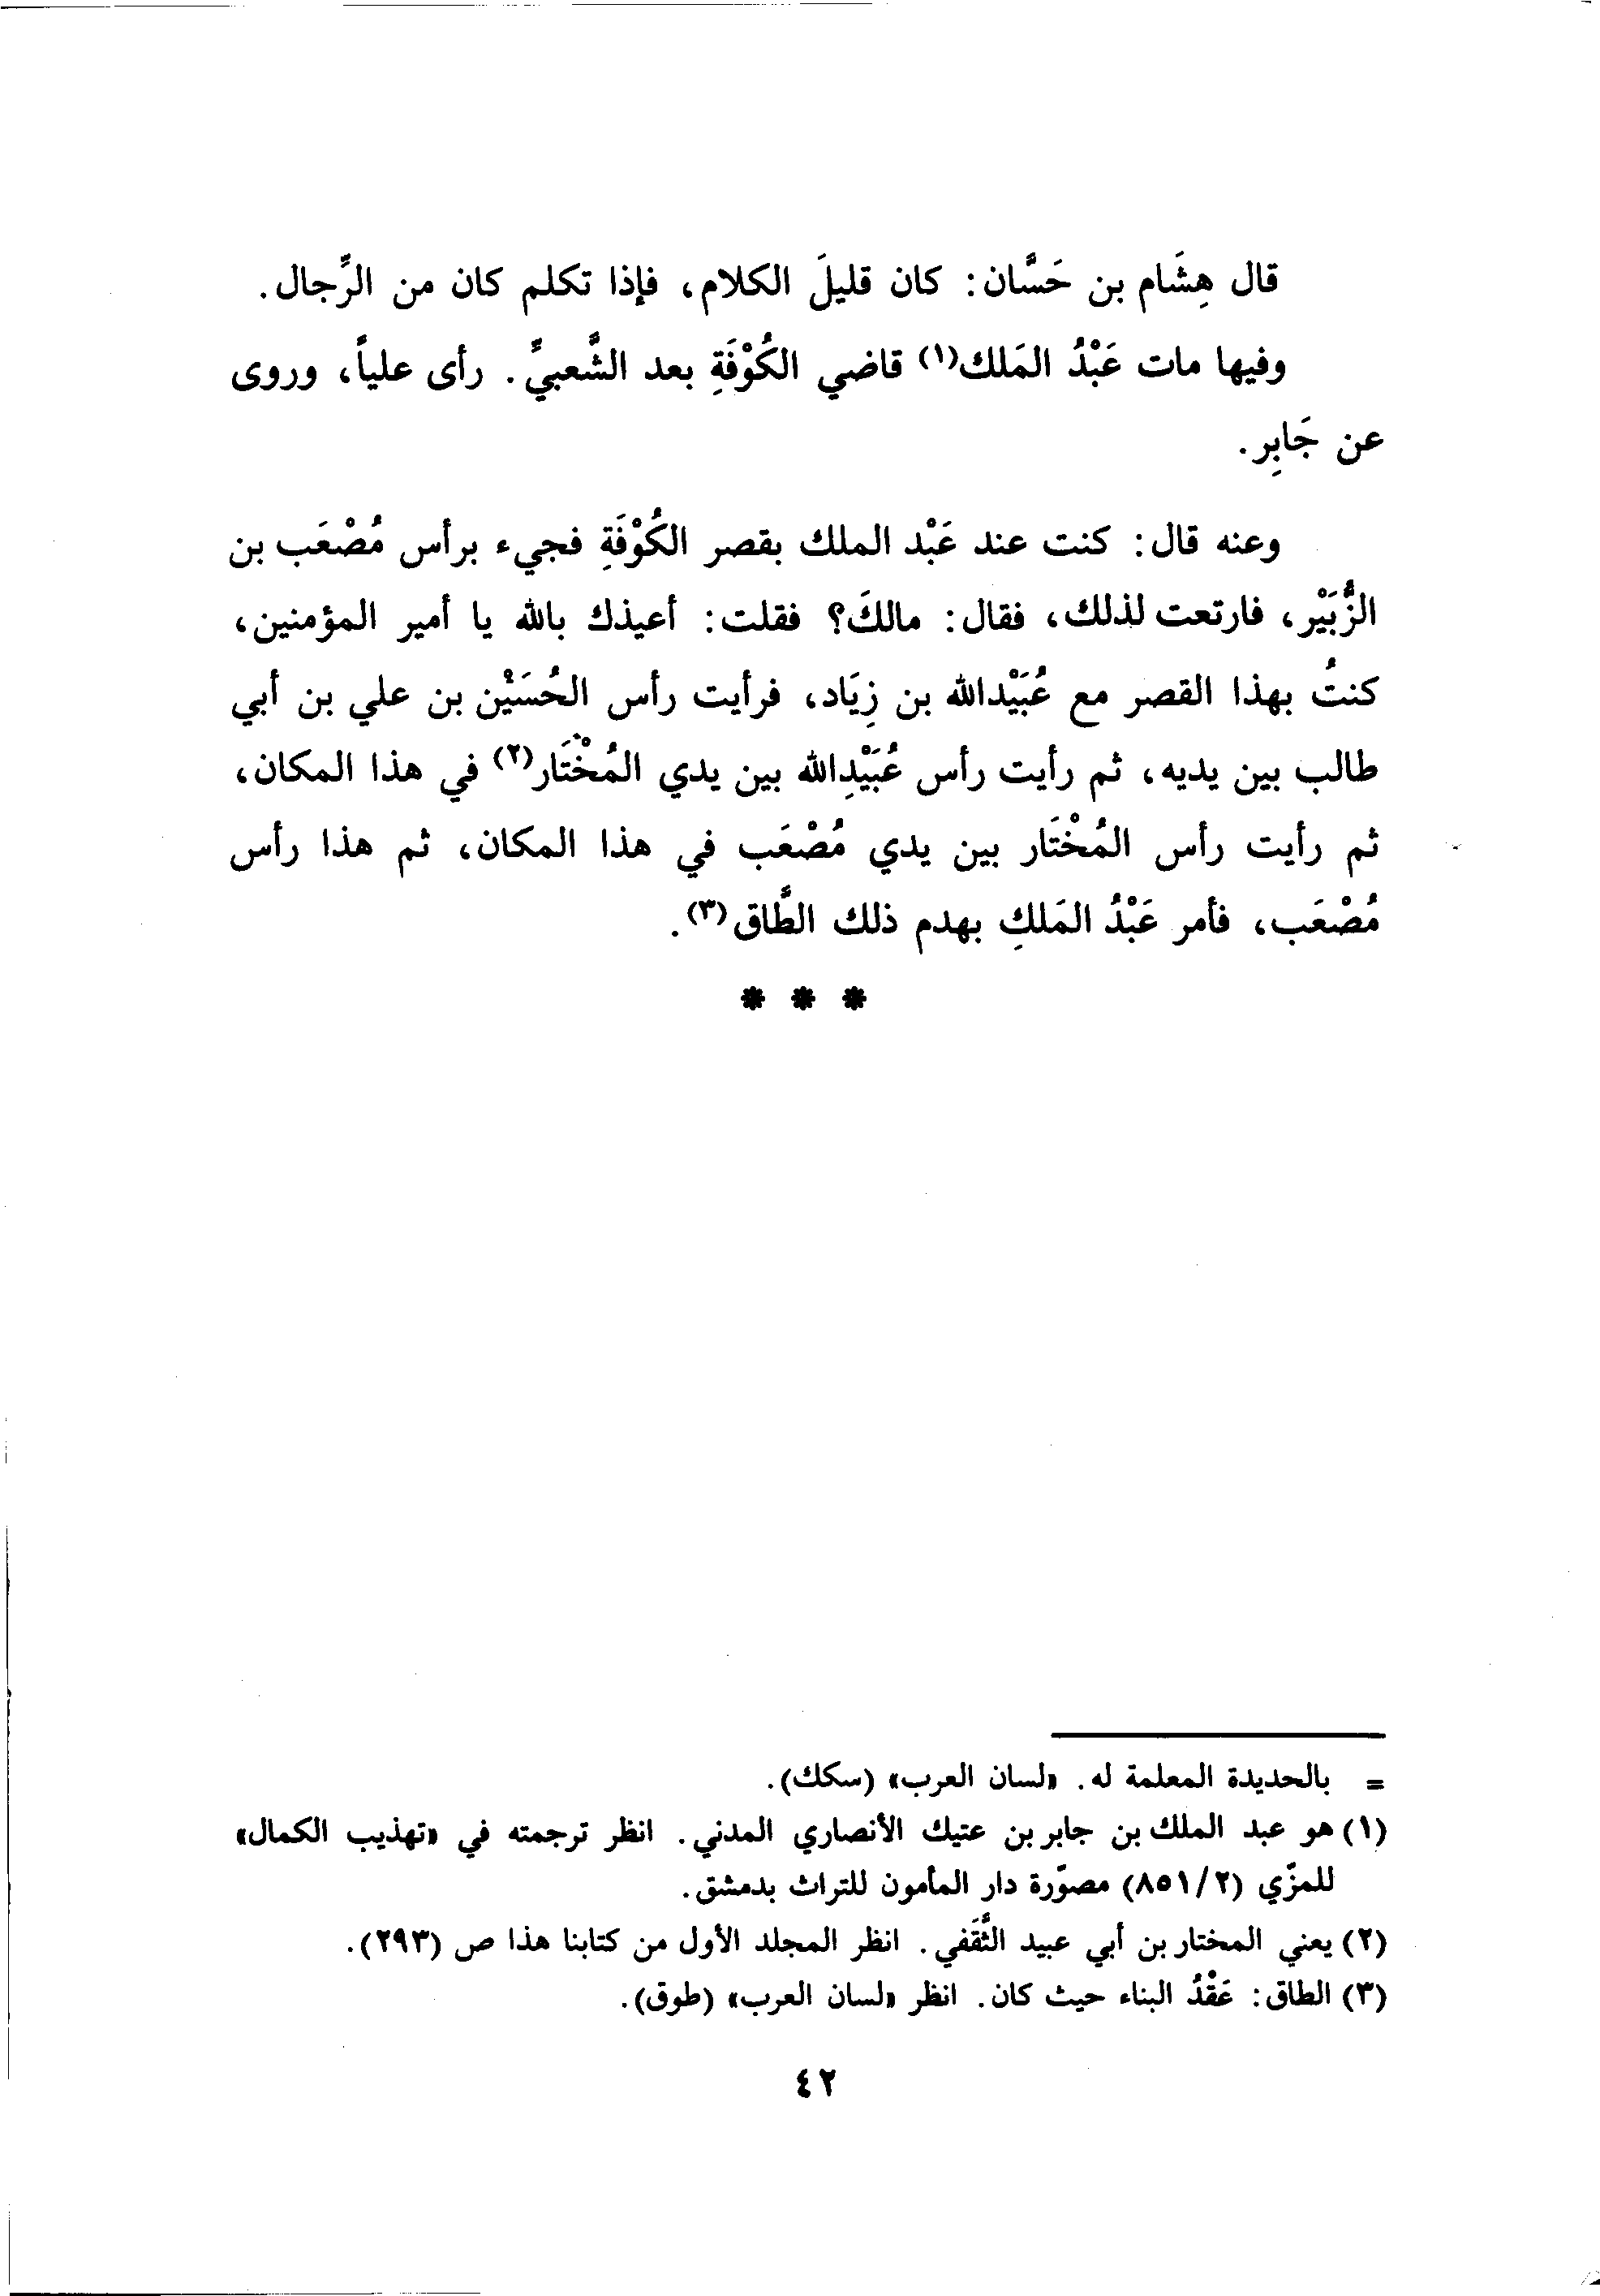 قال هِشَام بن حَسَّان: كان قليلَ الكلام، فإذا تكلم كان من الرِّجال.
وفيها مات عَبْدُ المَلك(١) قاضي الكُوْفَةِ بعد الشَّعبيِّ. رأى علياً، وروى
عن جَابِر.
وعنه قال: كنت عند عَبْد الملك بقصر الكُوْفَةِ فجيء برأس مُصْعَب بن
الزُّبَيْر، فارتعت لذلك، فقال: مالكَ؟ فقلت: أعيذك بالله يا أمير المؤمنين،
كنتُ بهذا القصر مع عُبَيْدالله بن زِيَاد، فرأيت رأس الحُسَيْن بن علي بن أبي
طالب بين يديه، ثم رأيت رأس عُبَيْدِالله بين يدي المُخْتَار(٢) في هذا المكان،
ثم رأيت رأس المُخْتَار بين يدي مُصْعَب في هذا المكان، ثم هذا رأس
مُصْعَب، فأمر عَبْدُ المَلكِ بهدم ذلك الطَّاق(٣).
* * *
= بالحديدة المعلمة له. «لسان العرب» (سكك).
(١) هو عبد الملك بن جابر بن عتيك الأنصاري المدني. انظر ترجمته في «تهذيب الكمال»
للمزّي (٨٥١/٢) مصوّرة دار المأمون للتراث بدمشق.
(٢) يعني المختار بن أبي عبيد الثَّقَفي. انظر المجلد الأول من كتابنا هذا ص (٢٩٣).
(٣) الطاق: عَقْدُ البناء حيث كان. انظر «لسان العرب» (طوق).
٤٢